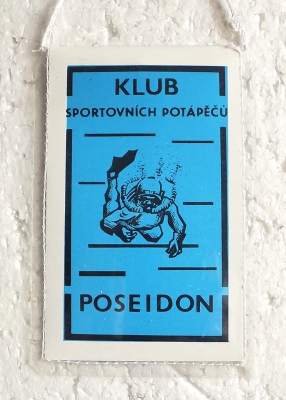 KLUB
SPORTOVNÍCH POTÁPĚČŮ
POSEIDON